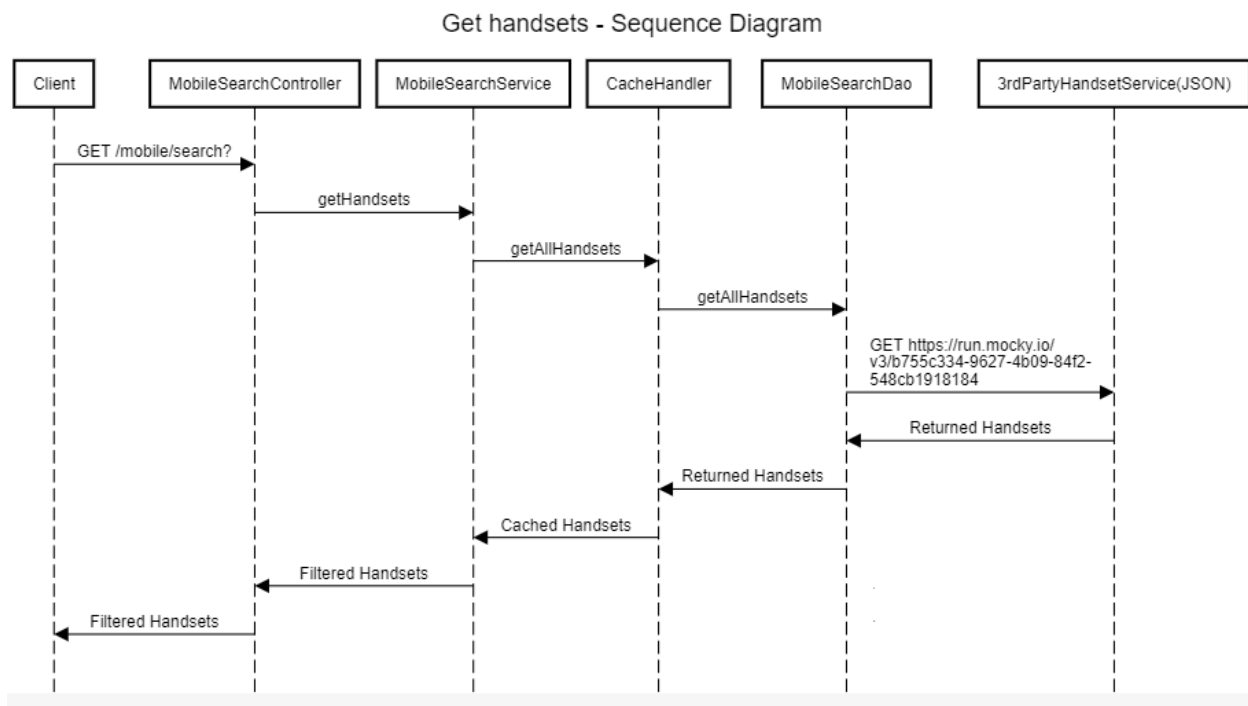 Get handsets - Sequence Diagram
Client
MobileSearchController
MobileSearchService
CacheHandler
MobileSearchDao
3rdPartyHandsetService(JSON)
GET /mobile/search?
getHandsets
getAllHandsets
getAllHandsets
GET https://run.mocky.io/
v3/b755c334-9627-4b09-84f2-
548cb1918184
Returned Handsets
Returned Handsets
Cached Handsets
Filtered Handsets
Filtered Handsets